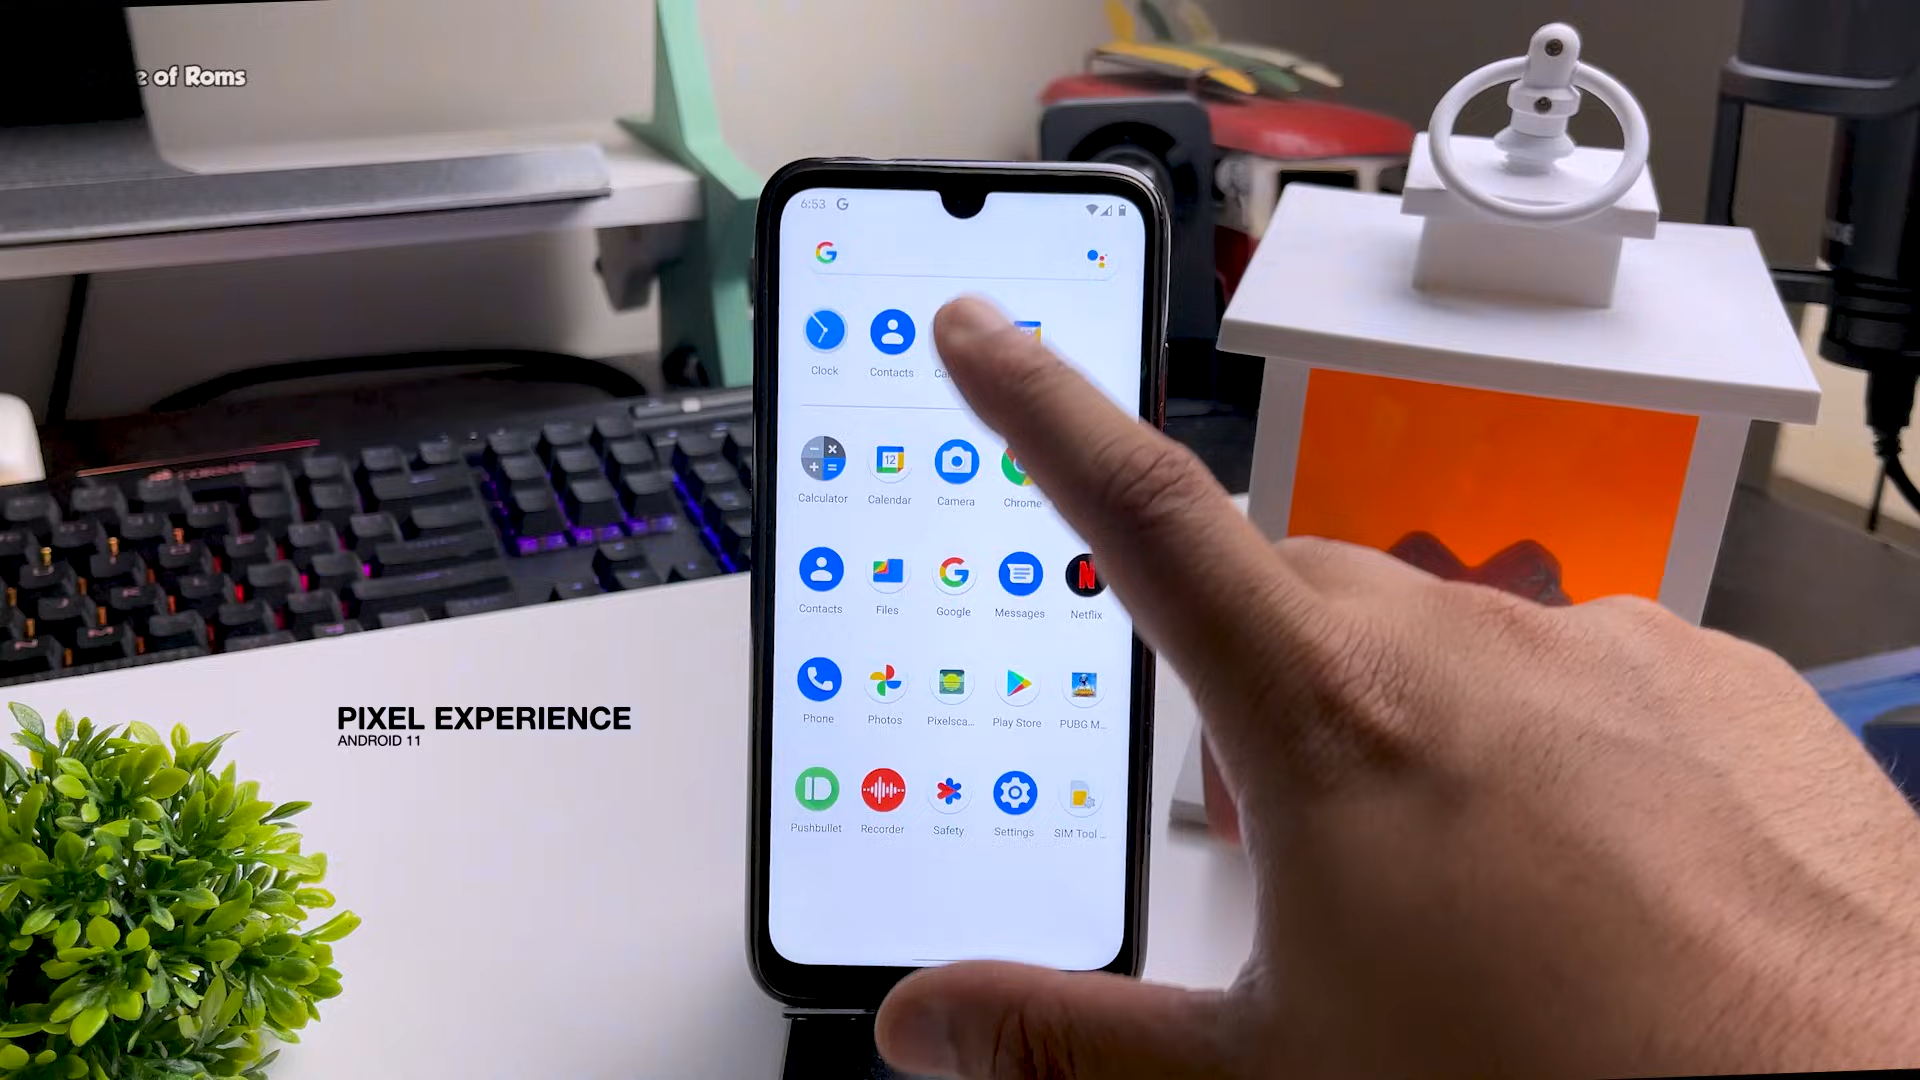 of Roms
6:53
Clock
Contacts
Calculator
Calendar
Camera
Chrome
12
Contacts
Files
Google
Messages
Netflix
Phone
Photos
Pixelsca...
Play Store
PUBG M...
Pushbullet
Recorder
Safety
Settings
SIM Tool ...
PIXEL EXPERIENCE
ANDROID 11